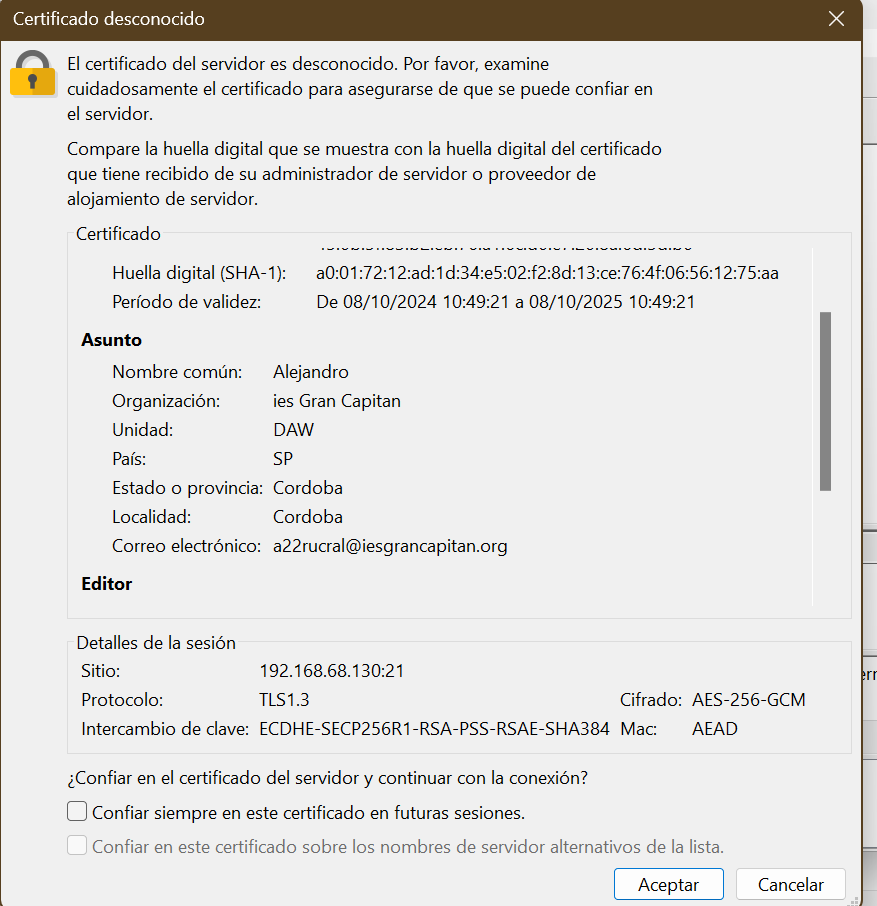 Certificado desconocido
El certificado del servidor es desconocido. Por favor, examine
cuidadosamente el certificado para asegurarse de que se puede confiar en
el servidor.
Compare la huella digital que se muestra con la huella digital del certificado
que tiene recibido de su administrador de servidor o proveedor de
alojamiento de servidor.
Certificado
Huella digital (SHA-1): a0:01:72:12:ad:1d:34:e5:02:f2:8d:13:ce:76:4f:06:56:12:75:aa
Período de validez: De 08/10/2024 10:49:21 a 08/10/2025 10:49:21
Asunto
Nombre común: Alejandro
Organización: ies Gran Capitan
Unidad: DAW
País: SP
Estado o provincia: Cordoba
Localidad: Cordoba
Correo electrónico: a22rucral@iesgrancapitan.org
Editor
Detalles de la sesión
Sitio: 192.168.68.130:21
Protocolo: TLS1.3 Cifrado: AES-256-GCM
Intercambio de clave: ECDHE-SECP256R1-RSA-PSS-RSAE-SHA384 Mac: AEAD
¿Confiar en el certificado del servidor y continuar con la conexión?
Confiar siempre en este certificado en futuras sesiones.
Confiar en este certificado sobre los nombres de servidor alternativos de la lista.
Aceptar Cancelar